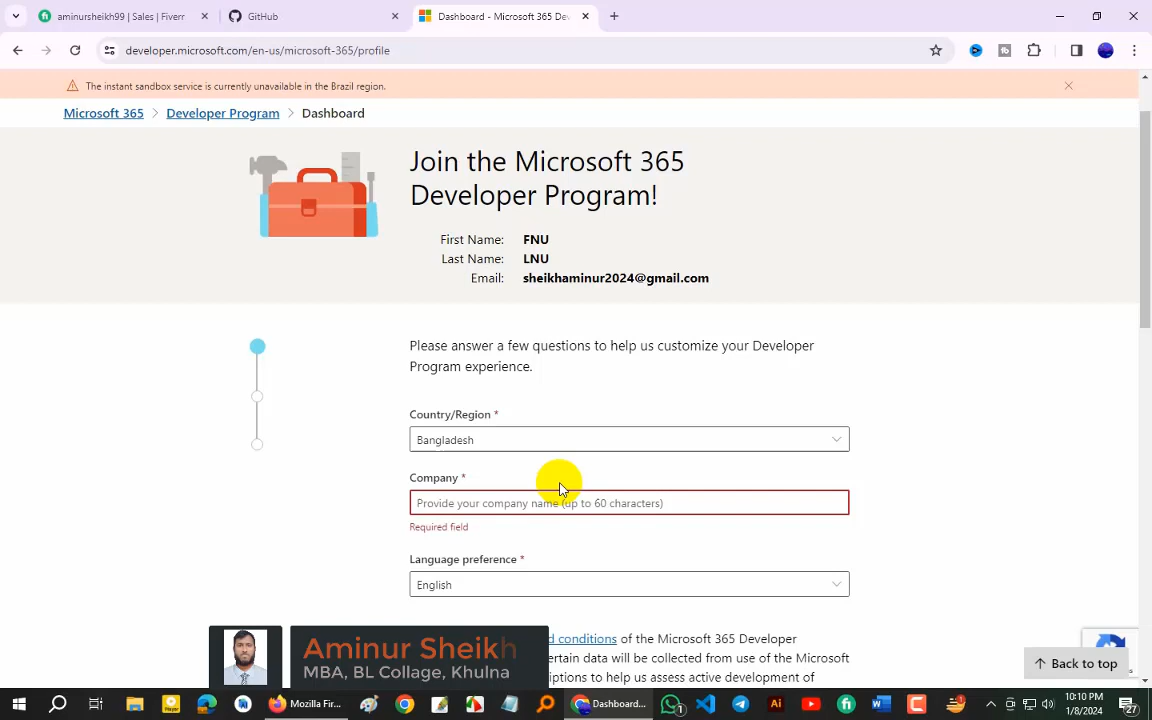 aminursheikh99 | Sales | Fiverr
GitHub
Dashboard - Microsoft 365 Dev
developer.microsoft.com/en-us/microsoft-365/profile
The instant sandbox service is currently unavailable in the Brazil region.
Microsoft 365 > Developer Program > Dashboard
Join the Microsoft 365
Developer Program!
First Name: FNU
Last Name: LNU
Email: sheikhaminur2024@gmail.com
Please answer a few questions to help us customize your Developer
Program experience.
Country/Region *
Bangladesh
Company *
Provide your company name (up to 60 characters)
Required field
Language preference *
English
d conditions of the Microsoft 365 Developer
ertain data will be collected from use of the Microsoft
iptions to help us assess active development of
Aminur Sheikh
MBA, BL Collage, Khulna
Back to top
Mozilla Fir...
Dashboard...
10:10 PM
1/8/2024
27